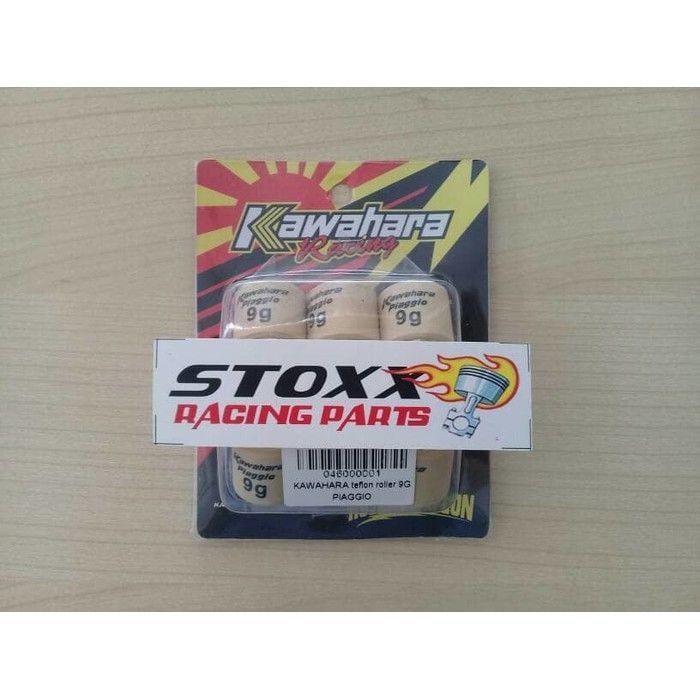 Kawahara
Racing
Kawahara
Piaggio
9g
Kawahara
Piaggio
9g
Kawahara
Piaggio
9g
STOXX
RACING PARTS
Piaggio
9g
046000001
KAWAHARA teflon roller 9G
PIAGGIO